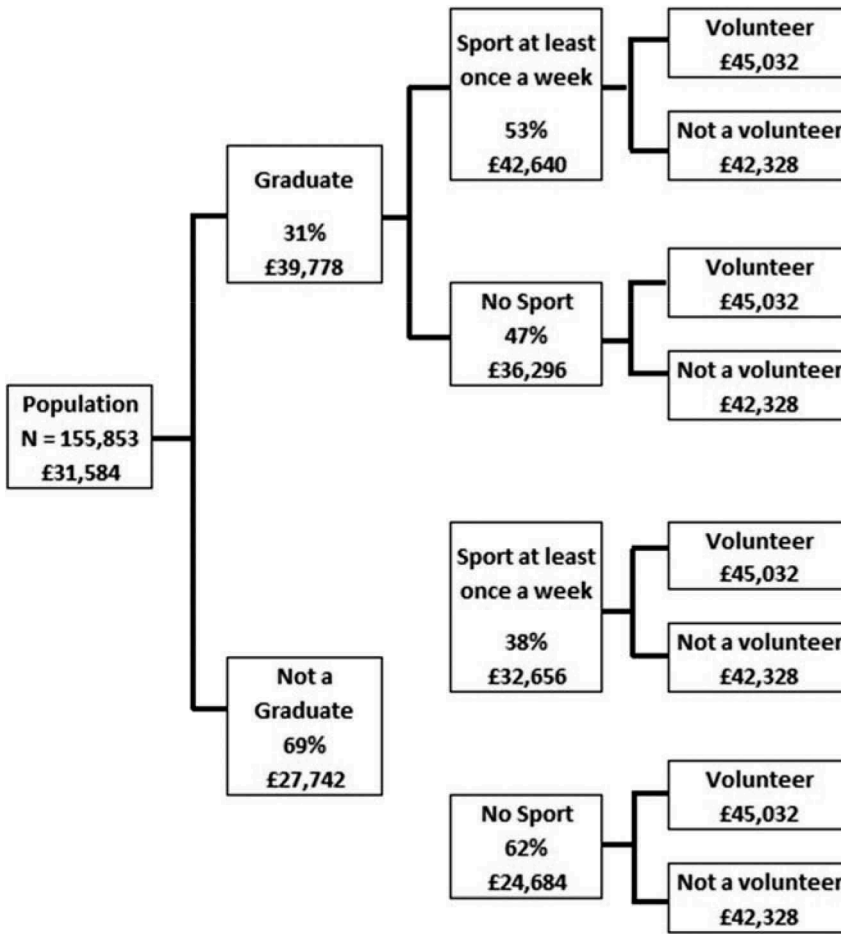 Population
N = 155,853
£31,584
Graduate
31%
£39,778
Not a
Graduate
69%
£27,742
Sport at least
once a week
53%
£42,640
No Sport
47%
£36,296
Sport at least
once a week
38%
£32,656
No Sport
62%
£24,684
Volunteer
£45,032
Not a volunteer
£42,328
Volunteer
£45,032
Not a volunteer
£42,328
Volunteer
£45,032
Not a volunteer
£42,328
Volunteer
£45,032
Not a volunteer
£42,328